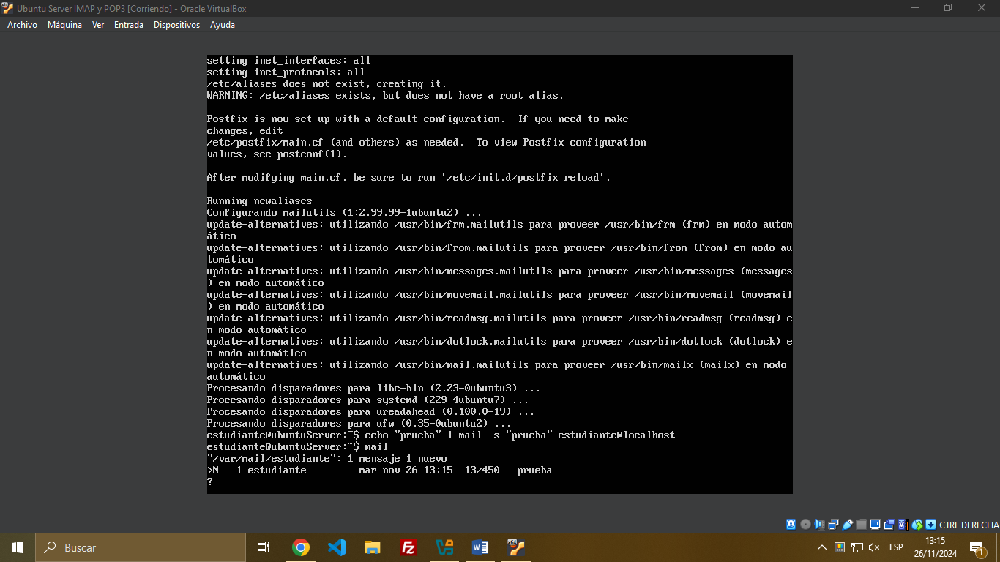 Ubuntu Server IMAP y POP3 [Corriendo] - Oracle VirtualBox
Archivo Máquina Ver Entrada Dispositivos Ayuda
setting inet_interfaces: all
setting inet_protocols: all
/etc/aliases does not exist, creating it.
WARNING: /etc/aliases exists, but does not have a root alias.
Postfix is now set up with a default configuration.  If you need to make
changes, edit
/etc/postfix/main.cf (and others) as needed.  To view Postfix configuration
values, see postconf(1).
After modifying main.cf, be sure to run '/etc/init.d/postfix reload'.
Running newaliases
Configurando mailutils (1:2.99.99-1ubuntu2) ...
update-alternatives: utilizando /usr/bin/frm.mailutils para proveer /usr/bin/frm (frm) en modo autom
ático
update-alternatives: utilizando /usr/bin/from.mailutils para proveer /usr/bin/from (from) en modo au
tomático
update-alternatives: utilizando /usr/bin/messages.mailutils para proveer /usr/bin/messages (messages
) en modo automático
update-alternatives: utilizando /usr/bin/movemail.mailutils para proveer /usr/bin/movemail (movemail
) en modo automático
update-alternatives: utilizando /usr/bin/readmsg.mailutils para proveer /usr/bin/readmsg (readmsg) e
n modo automático
update-alternatives: utilizando /usr/bin/dotlock.mailutils para proveer /usr/bin/dotlock (dotlock) e
n modo automático
update-alternatives: utilizando /usr/bin/mail.mailutils para proveer /usr/bin/mailx (mailx) en modo
automático
Procesando disparadores para libc-bin (2.23-0ubuntu3) ...
Procesando disparadores para systemd (229-4ubuntu7) ...
Procesando disparadores para ureadahead (0.100.0-19) ...
Procesando disparadores para ufw (0.35-0ubuntu2) ...
estudiante@ubuntuServer:~$ echo "prueba" | mail -s "prueba" estudiante@localhost
estudiante@ubuntuServer:~$ mail
"/var/mail/estudiante": 1 mensaje 1 nuevo
>N   1 estudiante         mar nov 26 13:15  13/450   prueba
?
CTRL DERECHA
Buscar
ESP
13:15
26/11/2024
1